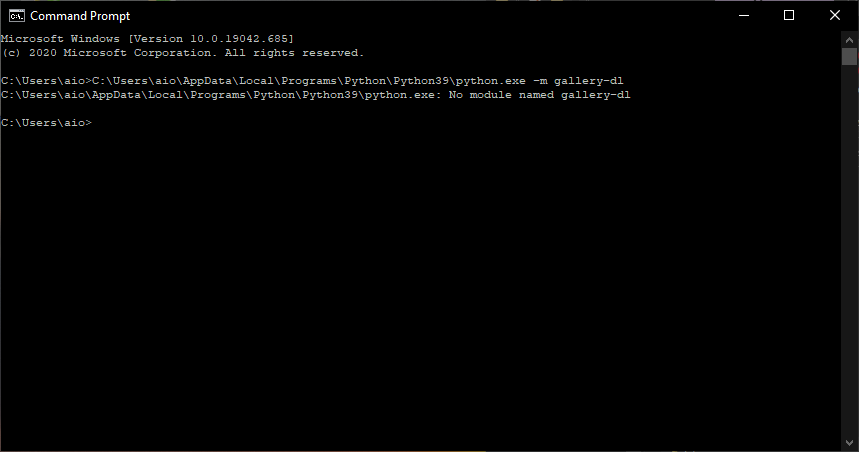 Command Prompt
Microsoft Windows [Version 10.0.19042.685]
(c) 2020 Microsoft Corporation. All rights reserved.
C:\Users\aio>C:\Users\aio\AppData\Local\Programs\Python\Python39\python.exe -m gallery-dl
C:\Users\aio\AppData\Local\Programs\Python\Python39\python.exe: No module named gallery-dl
C:\Users\aio>